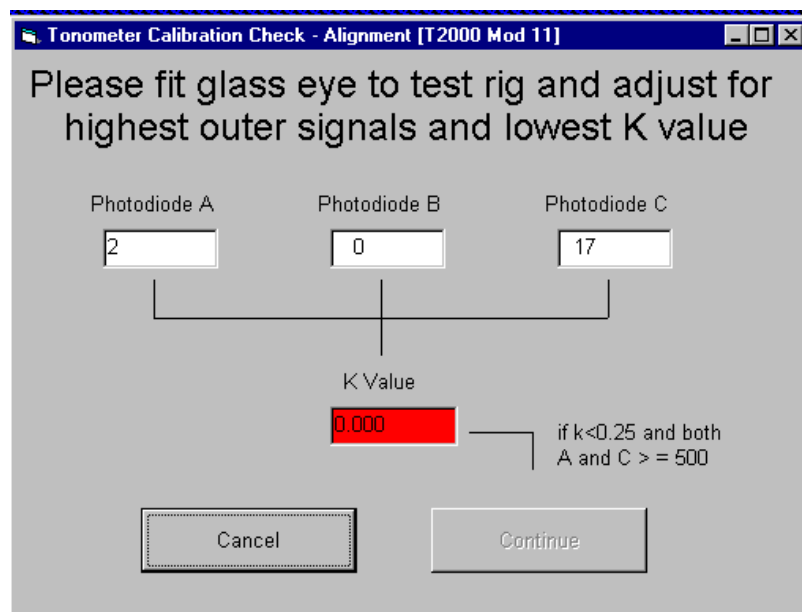 Tonometer Calibration Check - Alignment [T2000 Mod 11]
Please fit glass eye to test rig and adjust for
highest outer signals and lowest K value
Photodiode A
Photodiode B
Photodiode C
2
0
17
K Value
0.000
if k<0.25 and both
A and C > = 500
Cancel
Continue